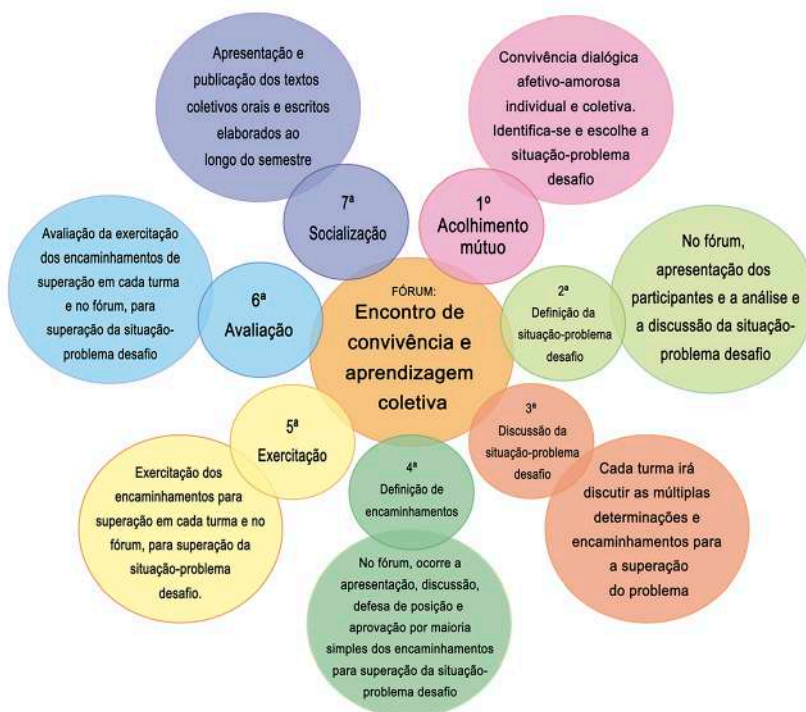 FÓRUM:
Encontro de
convivência e
aprendizagem
coletiva
1º
Acolhimento
mútuo
Convivência dialógica
afetivo-amorosa
individual e coletiva.
Identifica-se e escolhe a
situação-problema
desafio
2ª
Definição da
situação-problema
desafio
No fórum,
apresentação dos
participantes e a análise e
a discussão da situação-
problema desafio
3ª
Discussão da
situação-problema
desafio
Cada turma irá
discutir as múltiplas
determinações e
encaminhamentos para
a superação
do problema
4ª
Definição de
encaminhamentos
No fórum, ocorre a
apresentação, discussão,
defesa de posição e
aprovação por maioria
simples dos encaminhamentos
para superação da situação-
problema desafio
5ª
Exercitação
Exercitação dos
encaminhamentos para
superação em cada turma e no
fórum, para superação da
situação-problema
desafio.
6ª
Avaliação
Avaliação da exercitação
dos encaminhamentos de
superação em cada turma
e no fórum, para
superação da situação-
problema desafio
7ª
Socialização
Apresentação e
publicação dos textos
coletivos orais e escritos
elaborados ao
longo do semestre